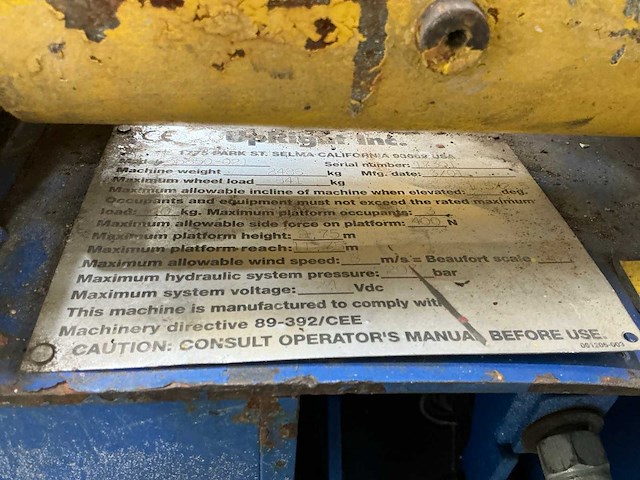 CE UpRight Inc.
1775 PARK ST. SELMA CALIFORNIA 93662 USA
Serial number:
Machine weight kg Mfg. date:
Maximum wheel load kg
Maximum allowable incline of machine when elevated: deg.
Occupants and equipment must not exceed the rated maximum
load: kg. Maximum platform occupants:
Maximum allowable side force on platform: 400 N
Maximum platform height: m
Maximum platform reach: m
Maximum allowable wind speed: m/s = Beaufort scale
Maximum hydraulic system pressure: bar
Maximum system voltage: Vdc
This machine is manufactured to comply with
Machinery directive 89-392/CEE
CAUTION: CONSULT OPERATOR'S MANUAL BEFORE USE.